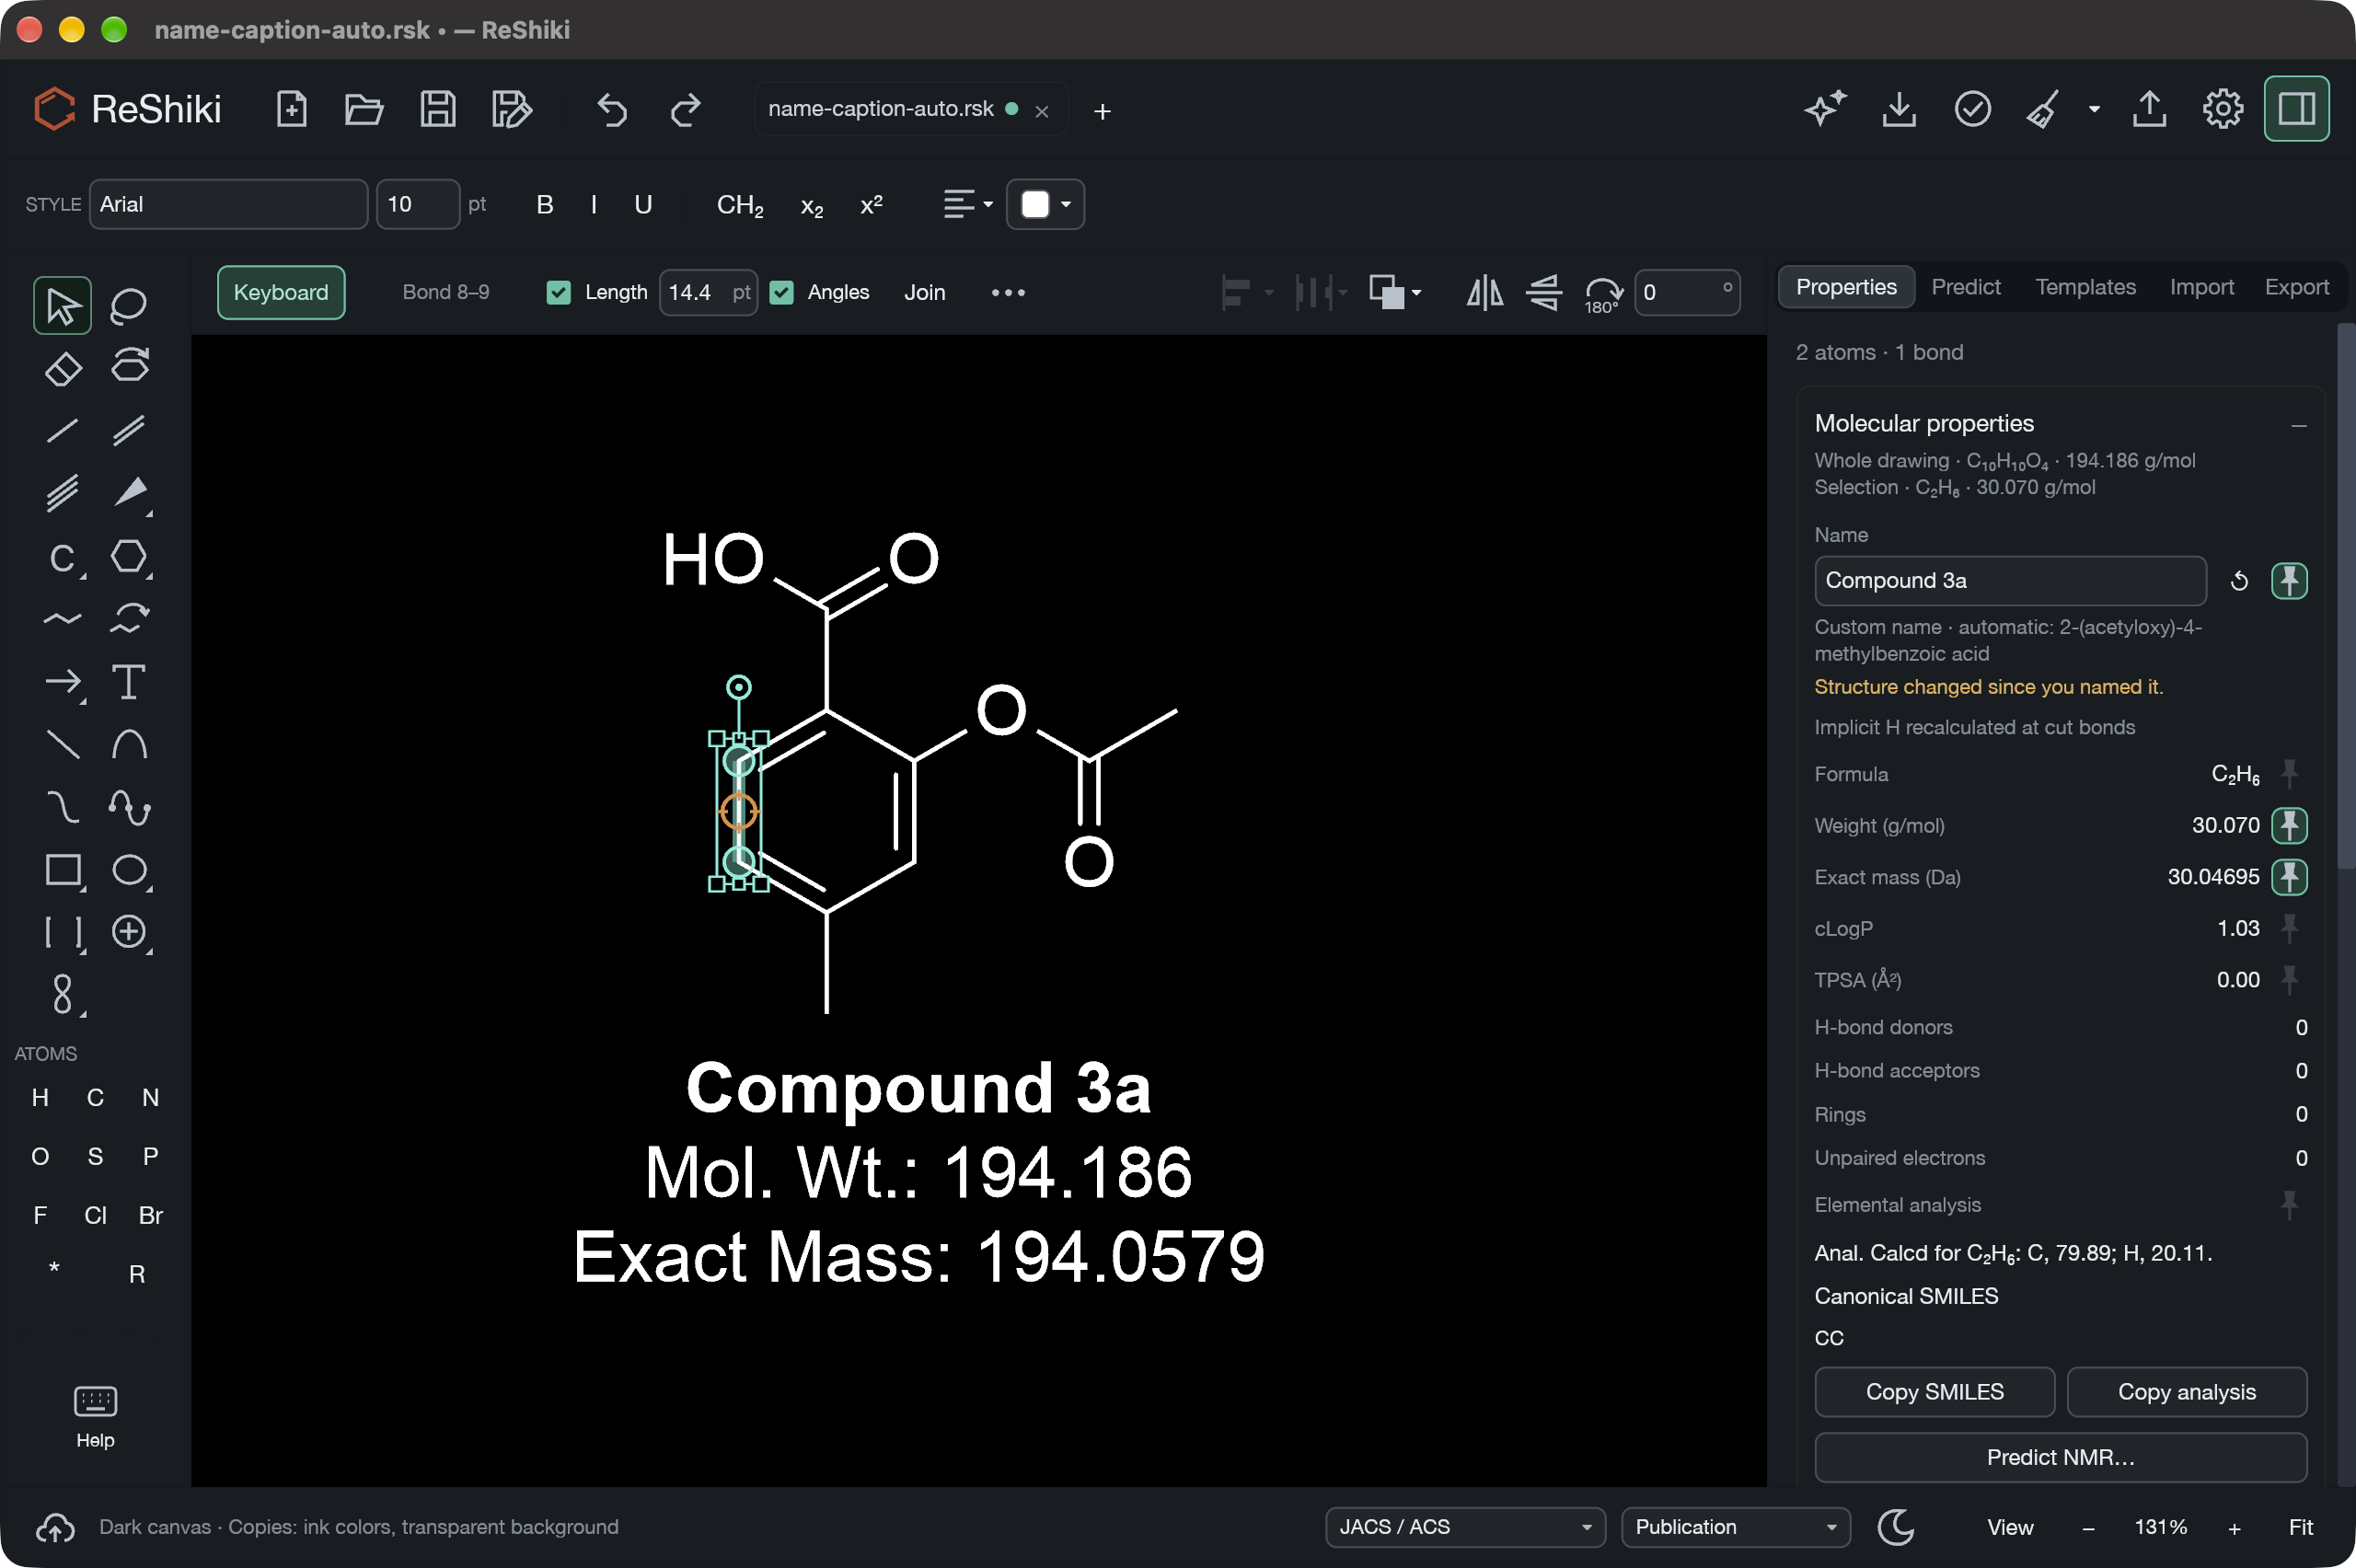 name-caption-auto.rsk • — ReShiki
ReShiki
name-caption-auto.rsk
STYLE Arial 10 pt B I U CH₂ x₂ x²
Keyboard Bond 8–9 Length 14.4 pt Angles Join 180° 0 °
Properties Predict Templates Import Export
2 atoms · 1 bond
Molecular properties
Whole drawing · C₁₀H₁₀O₄ · 194.186 g/mol
Selection · C₂H₆ · 30.070 g/mol
Name
Compound 3a
Custom name · automatic: 2-(acetyloxy)-4-
methylbenzoic acid
Structure changed since you named it.
Implicit H recalculated at cut bonds
Formula C₂H₆
Weight (g/mol) 30.070
Exact mass (Da) 30.04695
cLogP 1.03
TPSA (Å²) 0.00
H-bond donors 0
H-bond acceptors 0
Rings 0
Unpaired electrons 0
Elemental analysis
Anal. Calcd for C₂H₆: C, 79.89; H, 20.11.
Canonical SMILES
CC
Copy SMILES Copy analysis
Predict NMR...
C
T
ATOMS
H C N
O S P
F Cl Br
* R
Help
HO O
O
O
Compound 3a
Mol. Wt.: 194.186
Exact Mass: 194.0579
Dark canvas · Copies: ink colors, transparent background
JACS / ACS Publication View − 131% + Fit